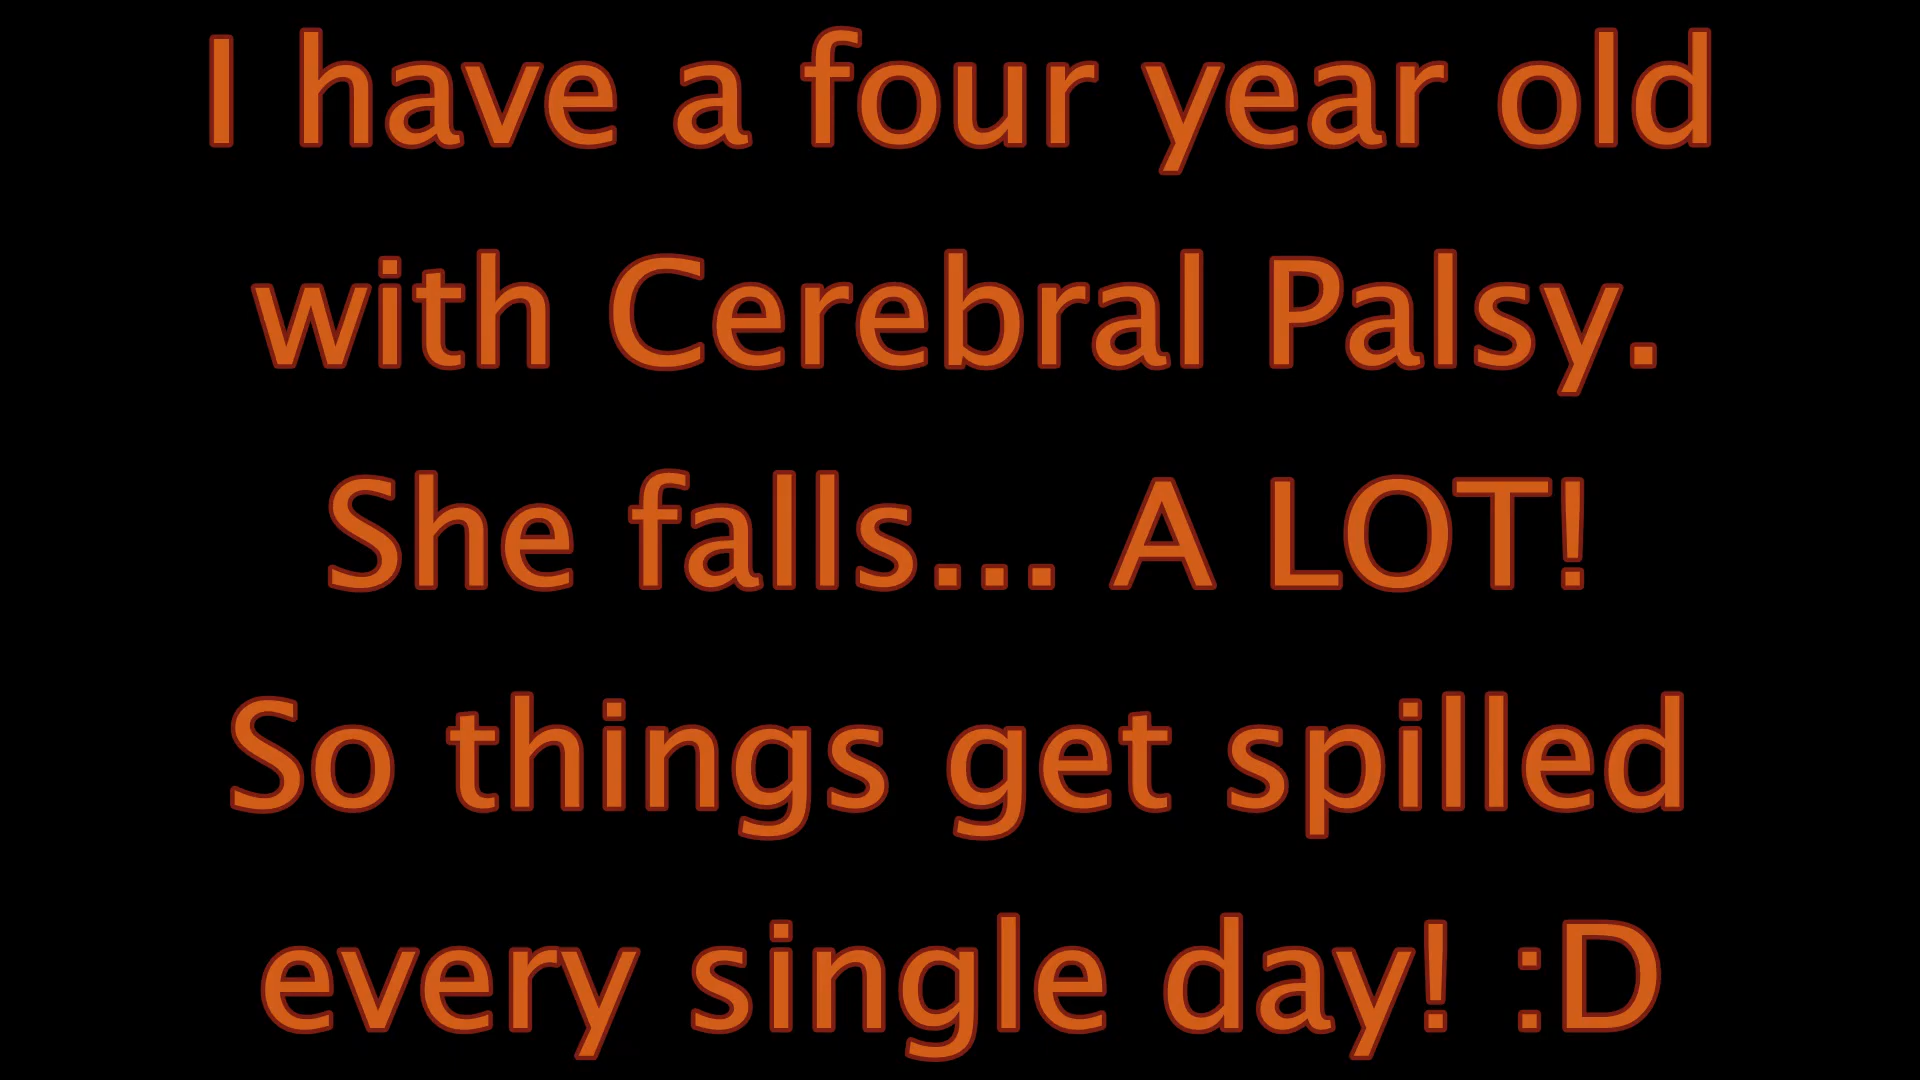 I have a four year old
with Cerebral Palsy.
She falls... A LOT!
So things get spilled
every single day! :D